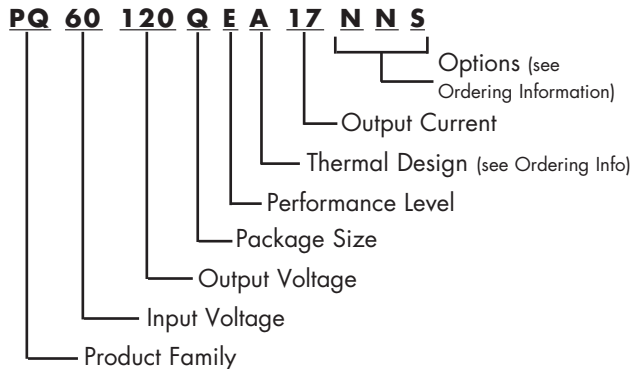 PQ 60 120 Q E A 17 N N S
Options (see
Ordering Information)
Output Current
Thermal Design (see Ordering Info)
Performance Level
Package Size
Output Voltage
Input Voltage
Product Family